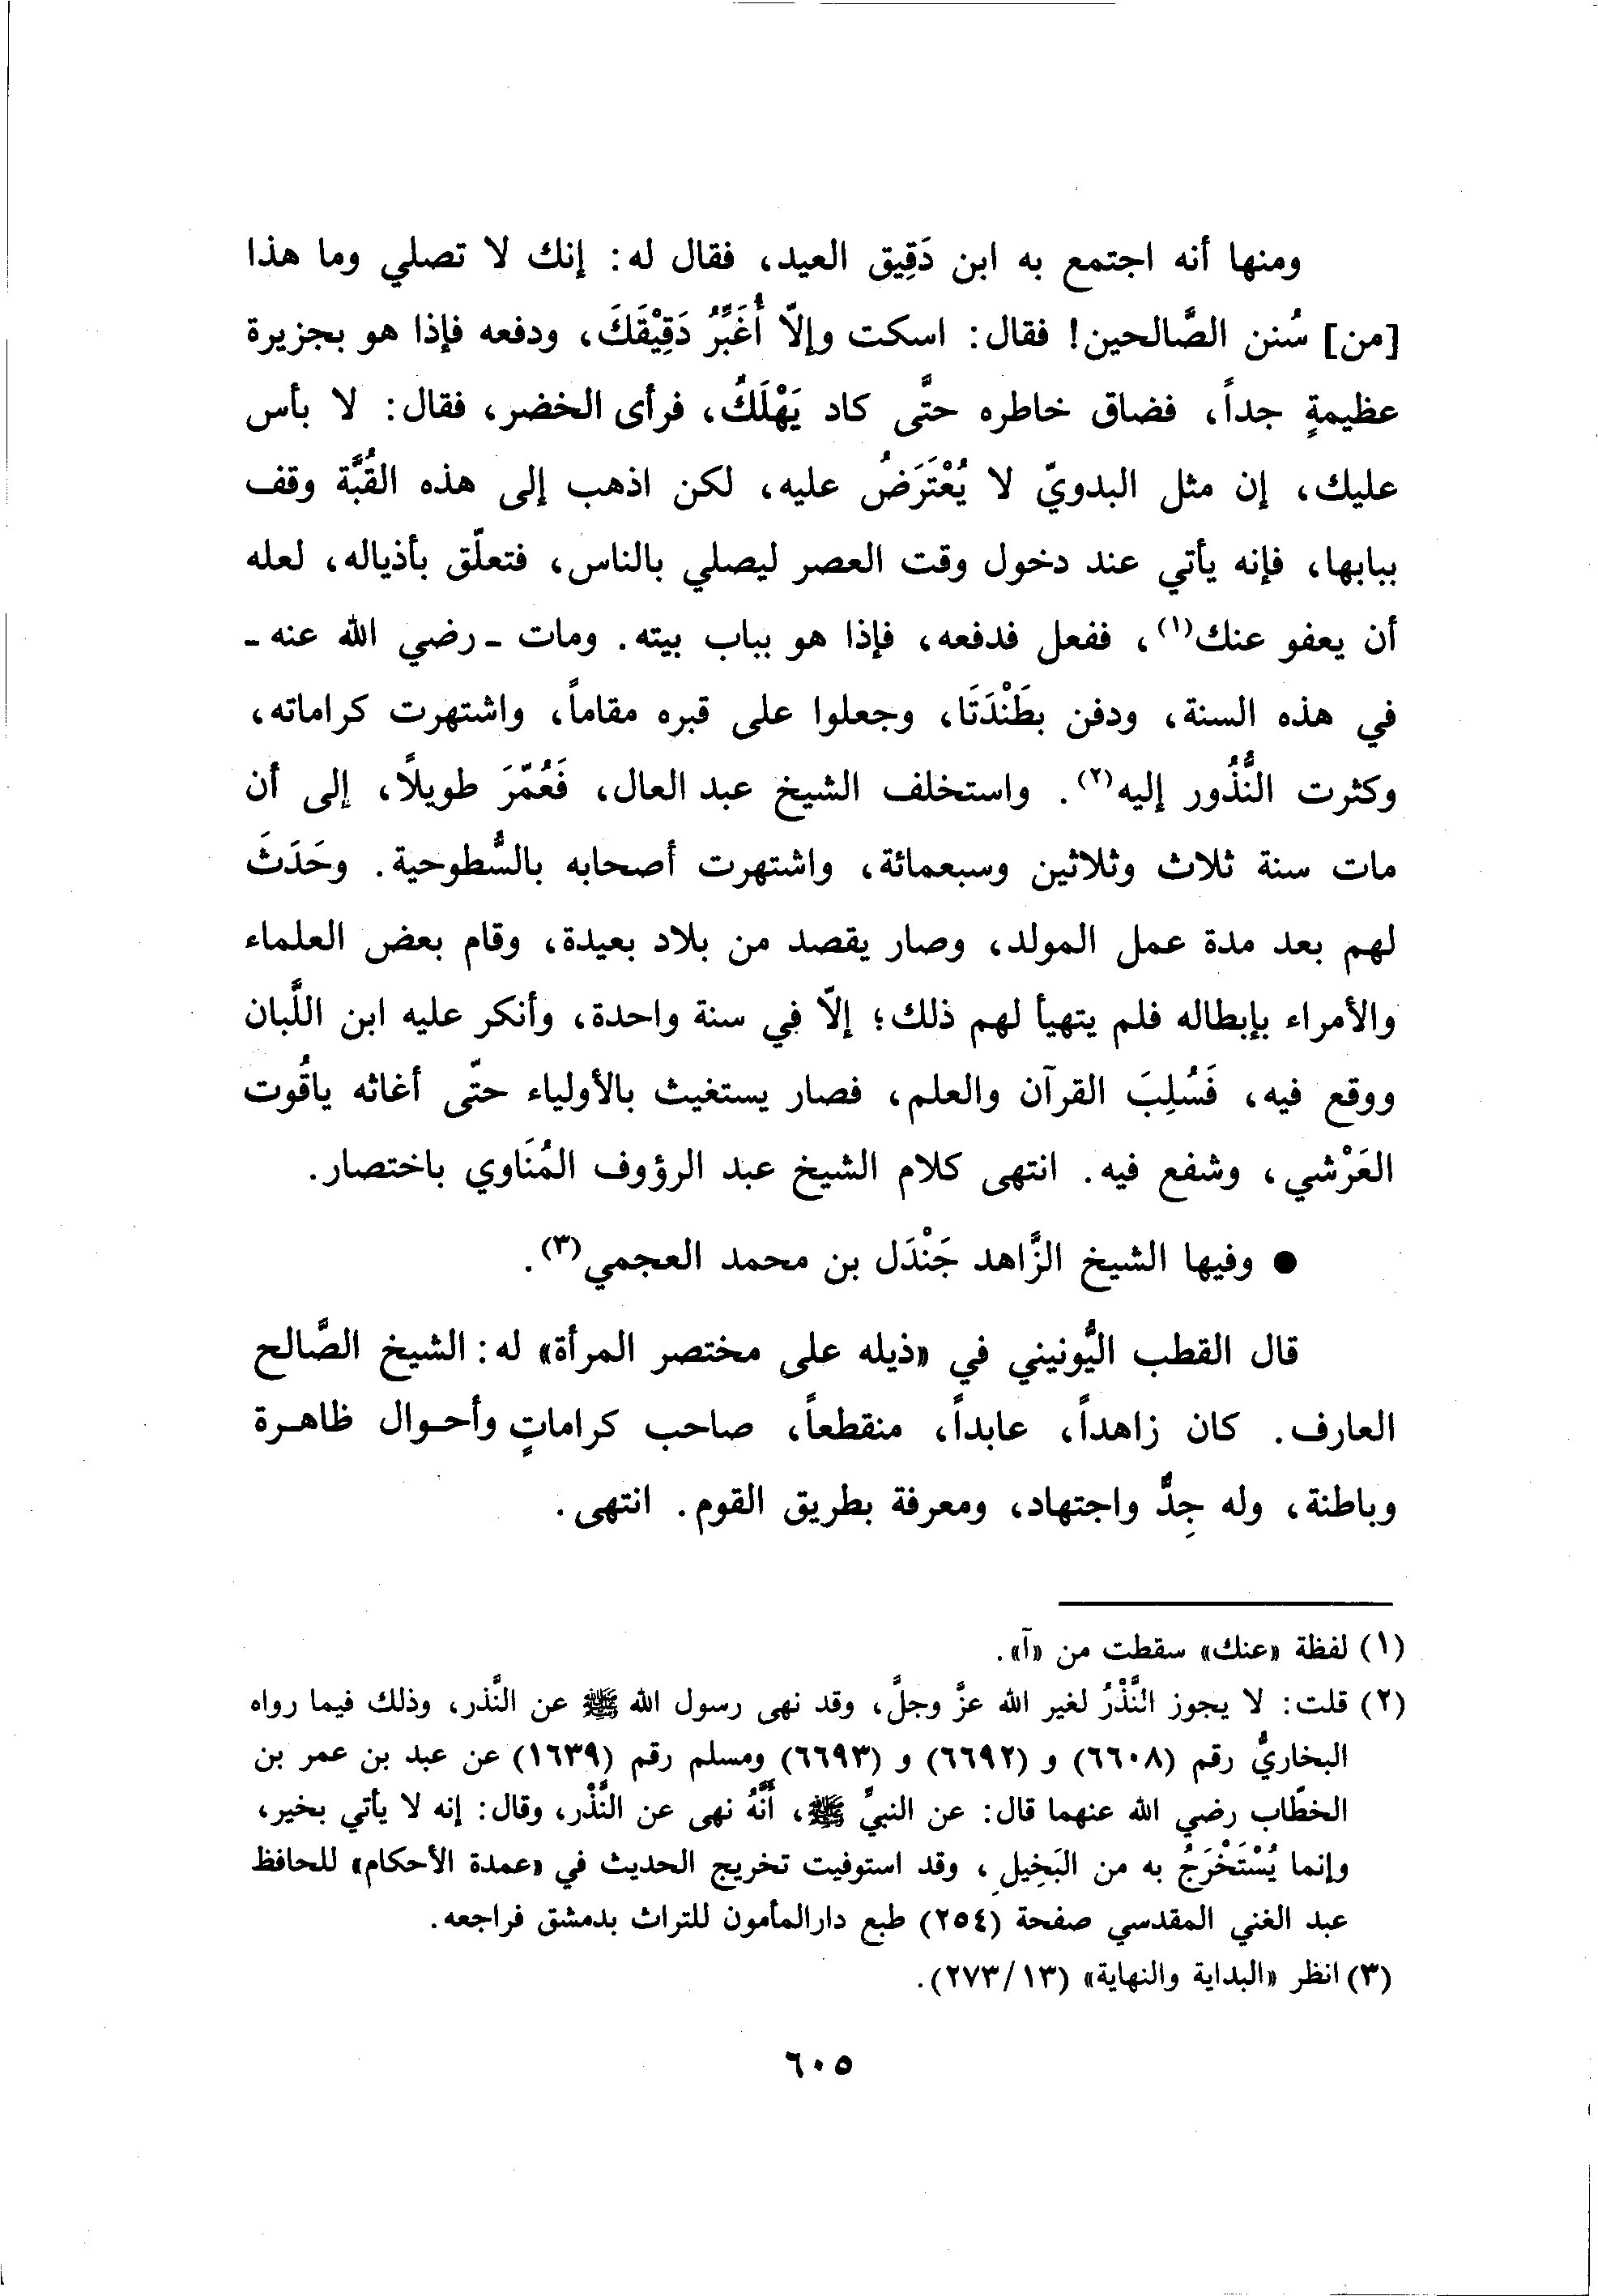 ومنها أنه اجتمع به ابن دَقِيق العيد، فقال له: إنك لا تصلي وما هذا
[من] سُنن الصَّالحين! فقال: اسكت وإلّا أُغَبِّرُ دَقِيْقَكَ، ودفعه فإذا هو بجزيرة
عظيمةٍ جداً، فضاق خاطره حتَّى كاد يَهْلَكُ، فرأى الخضر، فقال: لا بأس
عليك، إن مثل البدويّ لا يُعْتَرَضُ عليه، لكن اذهب إلى هذه القُبَّة وقف
ببابها، فإنه يأتي عند دخول وقت العصر ليصلي بالناس، فتعلّق بأذياله، لعله
أن يعفو عنك(١)، ففعل فدفعه، فإذا هو بباب بيته. ومات - رضي الله عنه -
في هذه السنة، ودفن بطَنْدَتَا، وجعلوا على قبره مقاماً، واشتهرت كراماته،
وكثرت النُّذُور إليه(٢). واستخلف الشيخ عبد العال، فَعُمّرَ طويلاً، إلى أن
مات سنة ثلاث وثلاثين وسبعمائة، واشتهرت أصحابه بالسُّطوحية. وحَدَثَ
لهم بعد مدة عمل المولد، وصار يقصد من بلاد بعيدة، وقام بعض العلماء
والأمراء بإبطاله فلم يتهيأ لهم ذلك؛ إلّا في سنة واحدة، وأنكر عليه ابن اللَّبان
ووقع فيه، فَسُلِبَ القرآن والعلم، فصار يستغيث بالأولياء حتّى أغاثه ياقُوت
العَرْشي، وشفع فيه. انتهى كلام الشيخ عبد الرؤوف المُنَاوي باختصار.
● وفيها الشيخ الزَّاهد جَنْدَل بن محمد العجمي(٣).
قال القطب اليُّونيني في «ذيله على مختصر المرأة» له: الشيخ الصَّالح
العارف. كان زاهداً، عابداً، منقطعاً، صاحب كراماتٍ وأحوال ظاهرة
وباطنة، وله جِدٌّ واجتهاد، ومعرفة بطريق القوم. انتهى.
(١) لفظة «عنك» سقطت من «آ».
(٢) قلت: لا يجوز النَّذْرُ لغير الله عزَّ وجلَّ، وقد نهى رسول الله ﷺ عن النَّذر، وذلك فيما رواه
البخاريُّ رقم (٦٦٠٨) و (٦٦٩٢) و (٦٦٩٣) ومسلم رقم (١٦٣٩) عن عبد بن عمر بن
الخطَّاب رضي الله عنهما قال: عن النبيِّ ﷺ، أَنَّهُ نهى عن النَّذْر، وقال: إنه لا يأتي بخير،
وإنما يُسْتَخْرَجُ به من البَخِيلِ، وقد استوفيت تخريج الحديث في «عمدة الأحكام» للحافظ
عبد الغني المقدسي صفحة (٢٥٤) طبع دارالمأمون للتراث بدمشق فراجعه.
(٣) انظر «البداية والنهاية» (١٣/ ٢٧٣).
٦٠٥